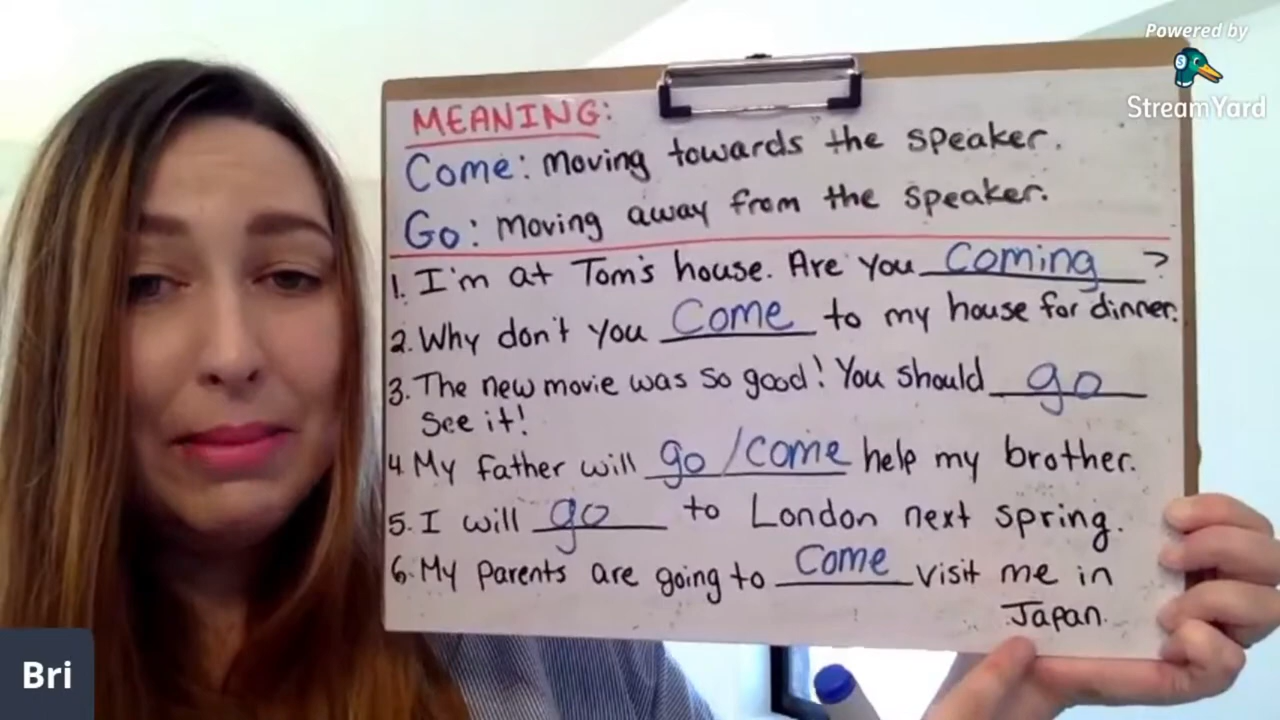 Powered by
StreamYard
MEANING:
Come: Moving towards the speaker.
Go: Moving away from the speaker.
1. I'm at Tom's house. Are you coming ?
2. Why don't you come to my house for dinner.
3. The new movie was so good! You should go
see it!
4. My father will go/come help my brother.
5. I will go to London next spring.
6. My parents are going to come visit me in
Japan.
Bri